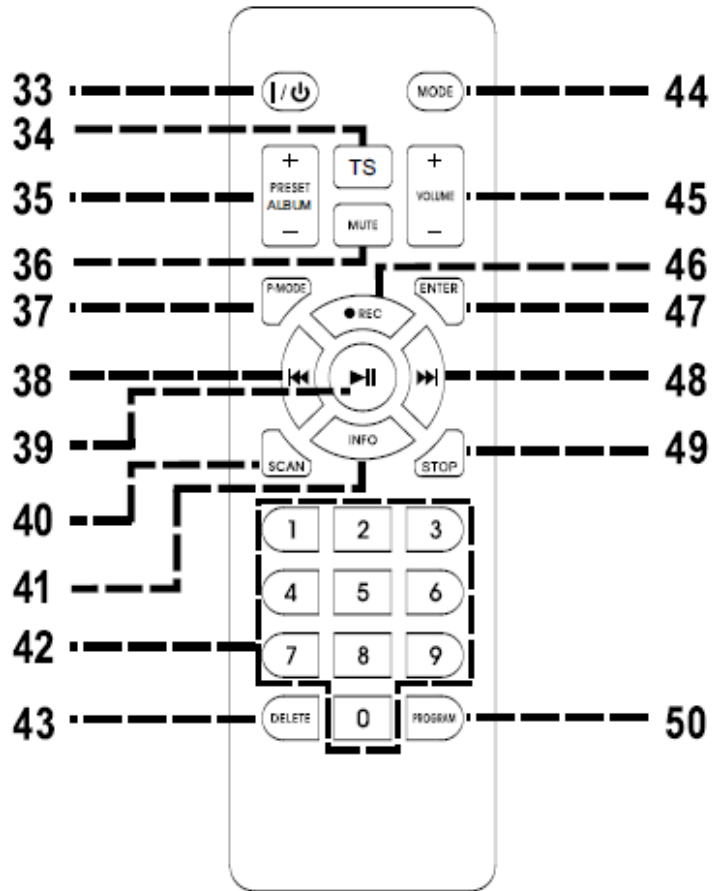 33 I/⏻ MODE 44
34 TS
35 + PRESET ALBUM − + VOLUME − 45
36 MUTE
46 ●REC
37 P-MODE ENTER 47
38 ⏮ ⏭ 48
39 ▶II
40 SCAN STOP 49
41 INFO
1 2 3
4 5 6
42 7 8 9
43 DELETE 0 PROGRAM 50